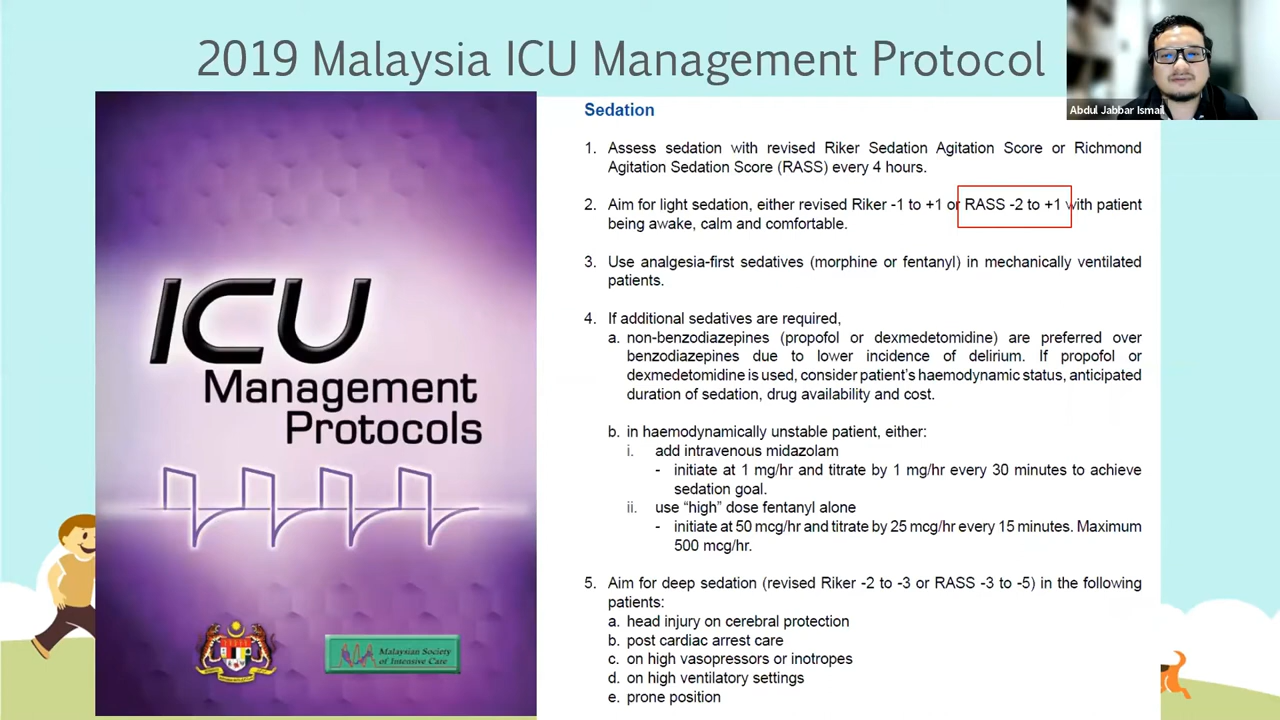 2019 Malaysia ICU Management Protocol
Abdul Jabbar Ismail
ICU
Management
Protocols
Malaysian Society
of Intensive Care
Sedation
1. Assess sedation with revised Riker Sedation Agitation Score or Richmond
Agitation Sedation Score (RASS) every 4 hours.
2. Aim for light sedation, either revised Riker -1 to +1 or RASS -2 to +1 with patient
being awake, calm and comfortable.
3. Use analgesia-first sedatives (morphine or fentanyl) in mechanically ventilated
patients.
4. If additional sedatives are required,
a. non-benzodiazepines (propofol or dexmedetomidine) are preferred over
benzodiazepines due to lower incidence of delirium. If propofol or
dexmedetomidine is used, consider patient's haemodynamic status, anticipated
duration of sedation, drug availability and cost.
b. in haemodynamically unstable patient, either:
i. add intravenous midazolam
- initiate at 1 mg/hr and titrate by 1 mg/hr every 30 minutes to achieve
sedation goal.
ii. use “high” dose fentanyl alone
- initiate at 50 mcg/hr and titrate by 25 mcg/hr every 15 minutes. Maximum
500 mcg/hr.
5. Aim for deep sedation (revised Riker -2 to -3 or RASS -3 to -5) in the following
patients:
a. head injury on cerebral protection
b. post cardiac arrest care
c. on high vasopressors or inotropes
d. on high ventilatory settings
e. prone position